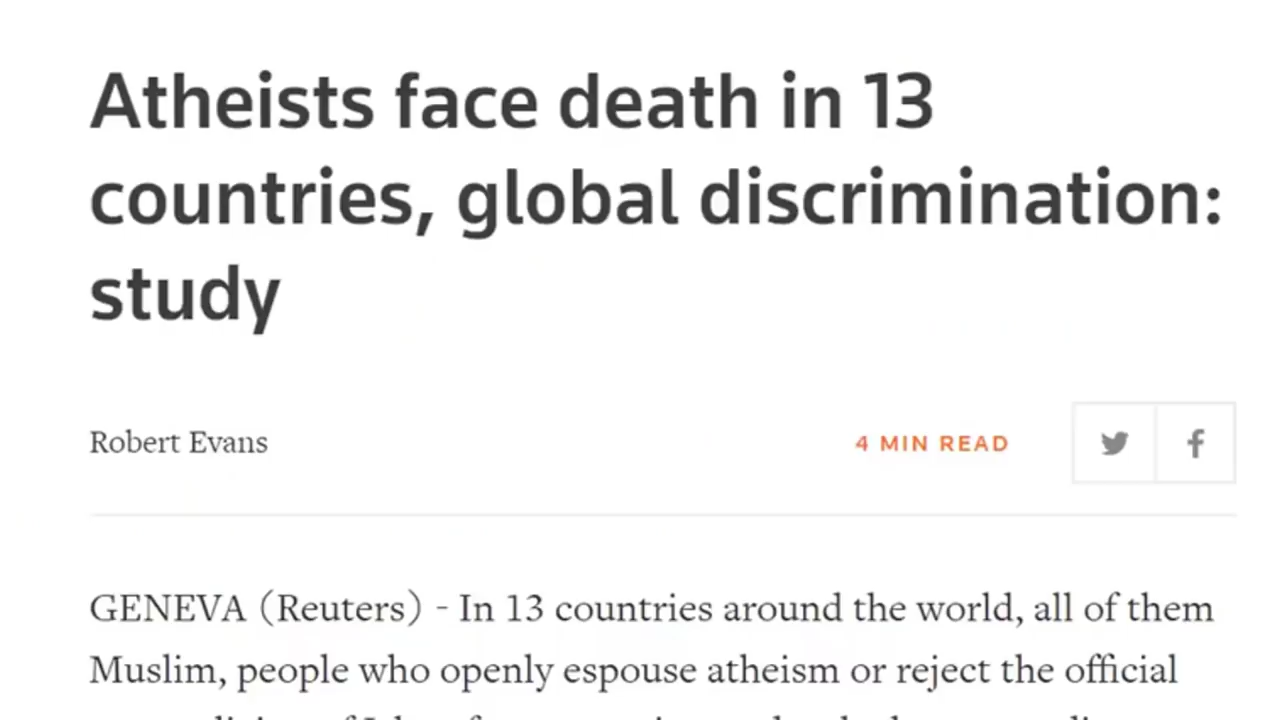 Atheists face death in 13
countries, global discrimination:
study
Robert Evans
4 MIN READ
GENEVA (Reuters) - In 13 countries around the world, all of them
Muslim, people who openly espouse atheism or reject the official